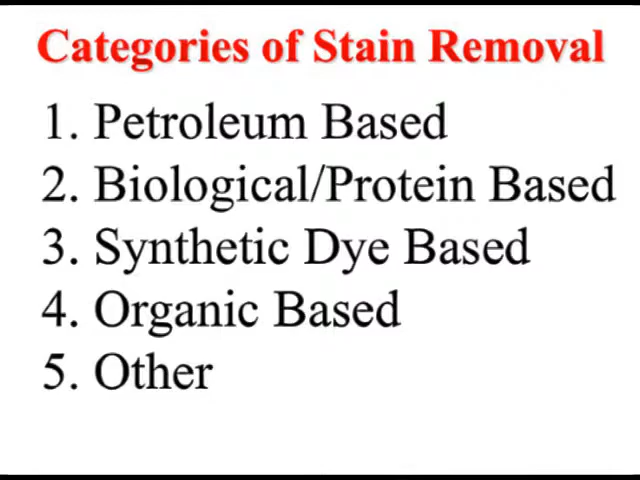 Categories of Stain Removal
1. Petroleum Based
2. Biological/Protein Based
3. Synthetic Dye Based
4. Organic Based
5. Other